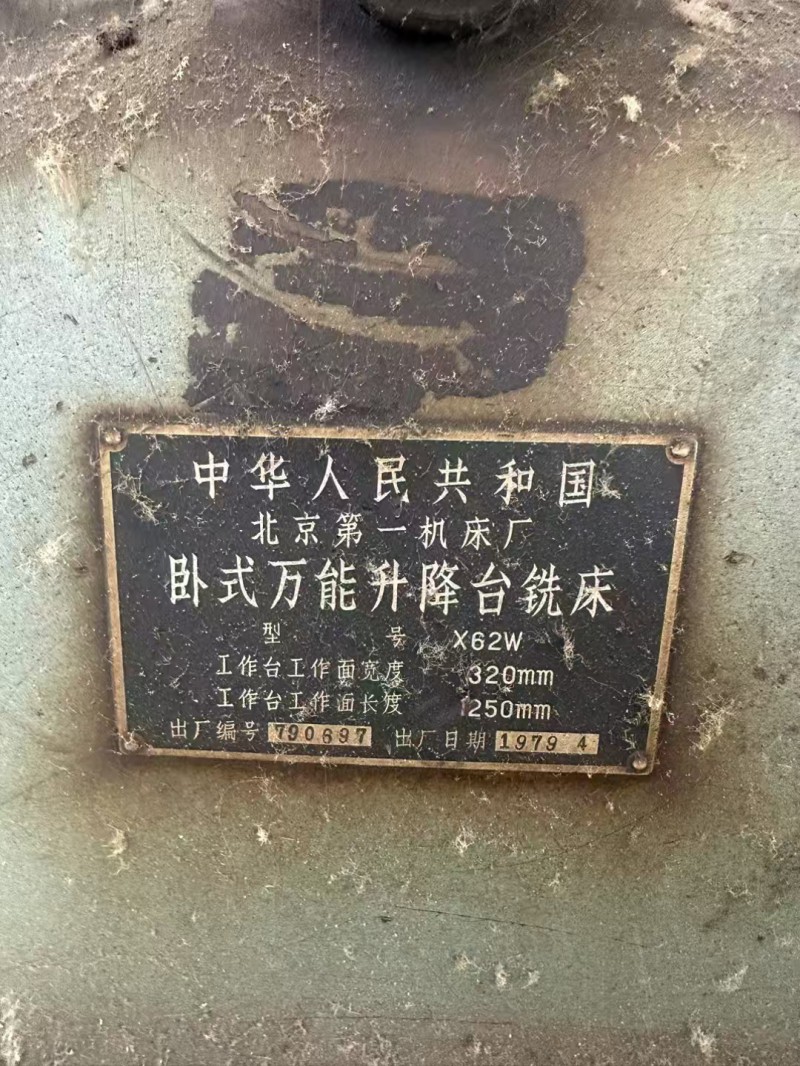 中华人民共和国
北京第一机床厂
卧式万能升降台铣床
型 号 X62W
工作台工作面宽度 320mm
工作台工作面长度 1250mm
出厂编号 790697 出厂日期 1979 4